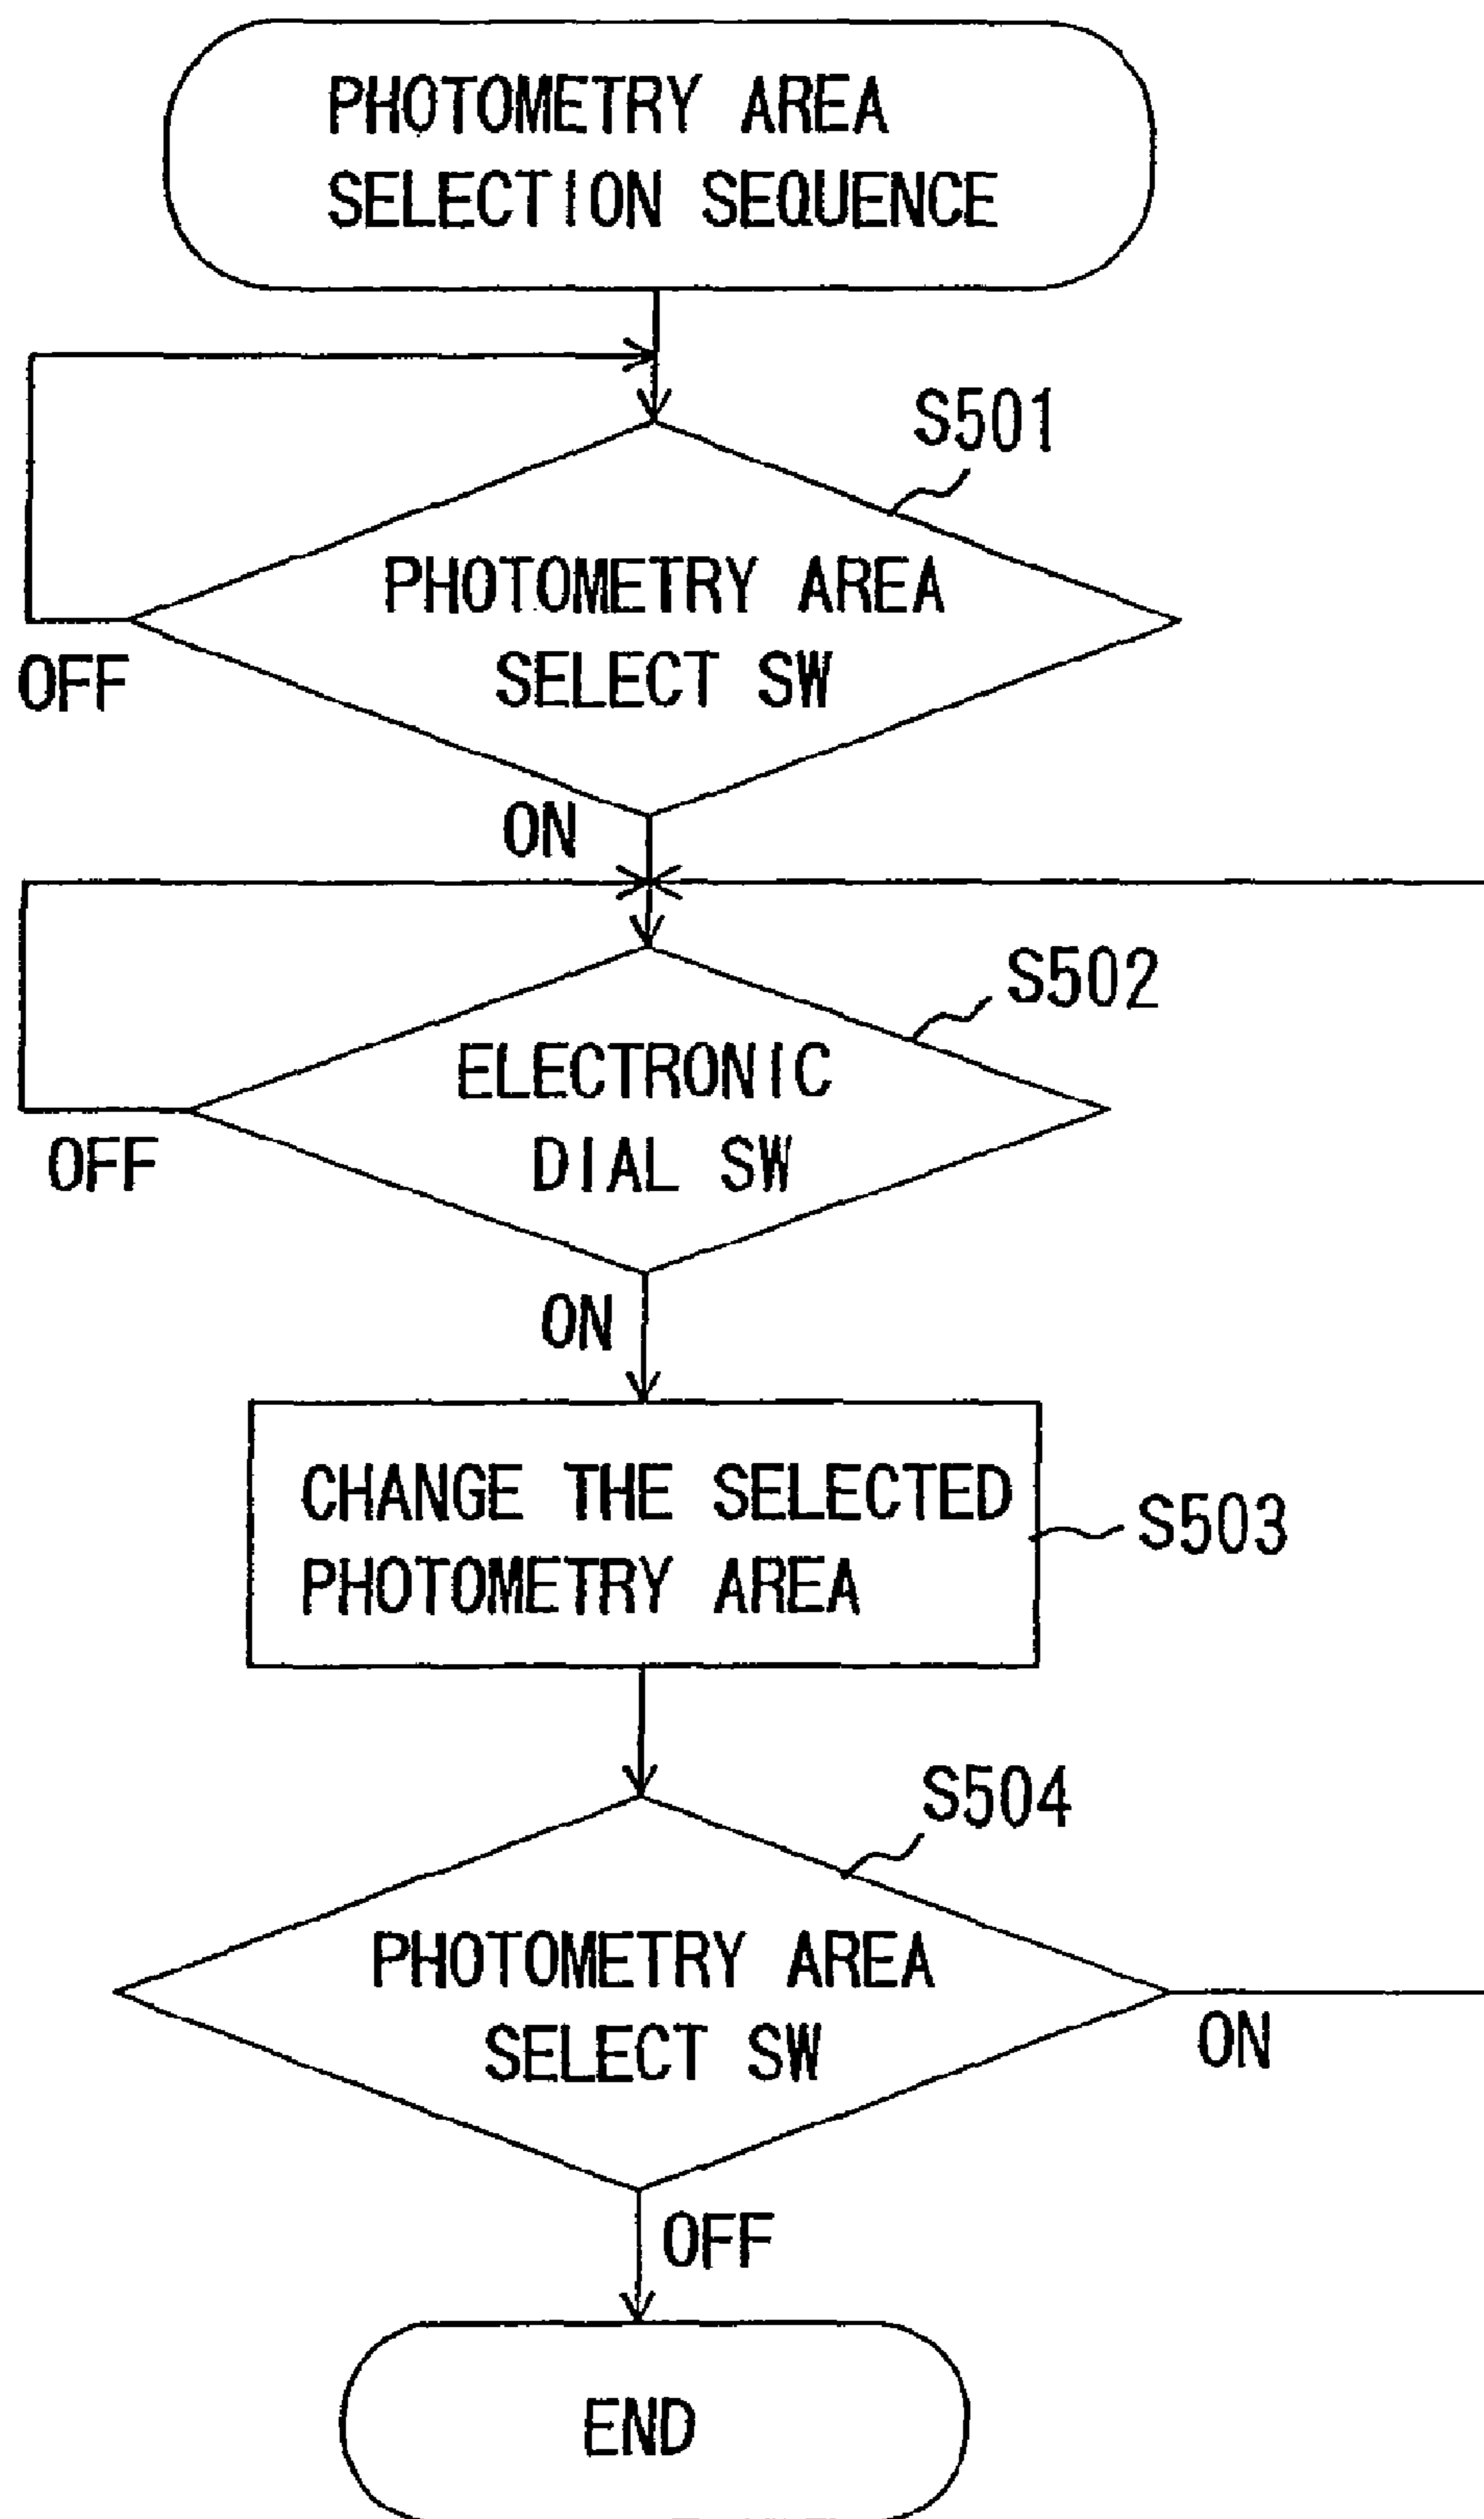 PHOTOMETRY AREA
SELECTION SEQUENCE
S501
PHOTOMETRY AREA
SELECT SW
OFF
ON
S502
ELECTRONIC
DIAL SW
OFF
ON
CHANGE THE SELECTED
PHOTOMETRY AREA
S503
S504
PHOTOMETRY AREA
SELECT SW
ON
OFF
END